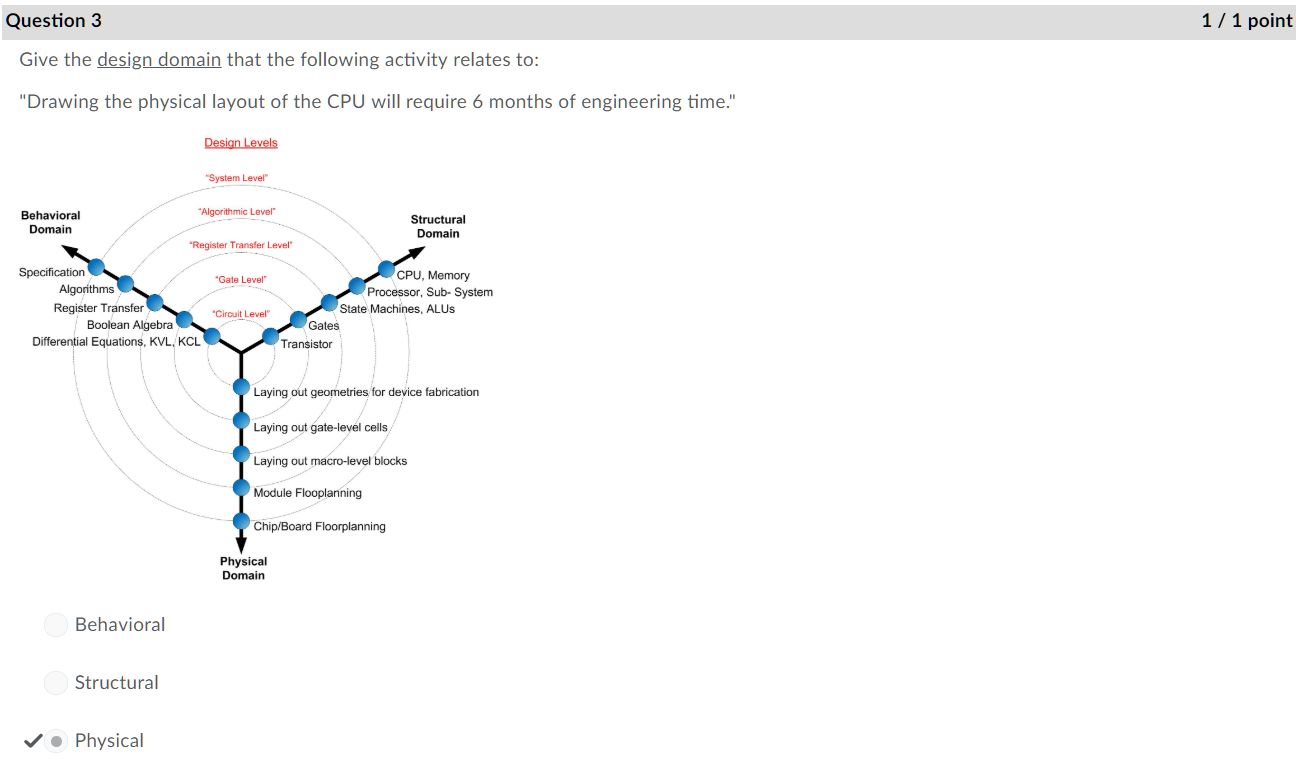 Question 3
1 / 1 point
Give the design domain that the following activity relates to:
"Drawing the physical layout of the CPU will require 6 months of engineering time."
Design Levels
"System Level"
"Algorithmic Level"
"Register Transfer Level"
"Gate Level"
"Circuit Level"
Behavioral
Domain
Specification
Algorithms
Register Transfer
Boolean Algebra
Differential Equations, KVL, KCL
Structural
Domain
CPU, Memory
Processor, Sub- System
State Machines, ALUs
Gates
Transistor
Laying out geometries for device fabrication
Laying out gate-level cells
Laying out macro-level blocks
Module Flooplanning
Chip/Board Floorplanning
Physical
Domain
Behavioral
Structural
Physical